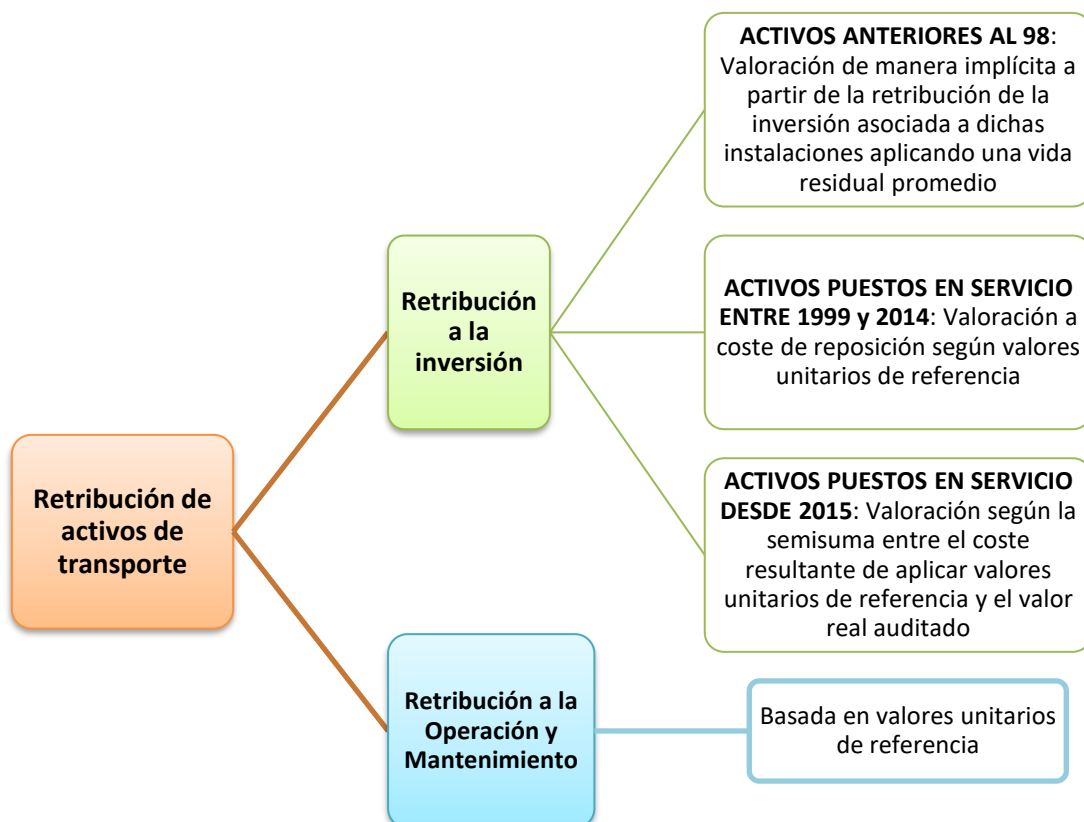 ACTIVOS ANTERIORES AL 98:
Valoración de manera implícita a
partir de la retribución de la
inversión asociada a dichas
instalaciones aplicando una vida
residual promedio
Retribución
a la
inversión
ACTIVOS PUESTOS EN SERVICIO
ENTRE 1999 y 2014: Valoración a
coste de reposición según valores
unitarios de referencia
Retribución de
activos de
transporte
ACTIVOS PUESTOS EN SERVICIO
DESDE 2015: Valoración según la
semisuma entre el coste
resultante de aplicar valores
unitarios de referencia y el valor
real auditado
Retribución a la
Operación y
Mantenimiento
Basada en valores unitarios
de referencia